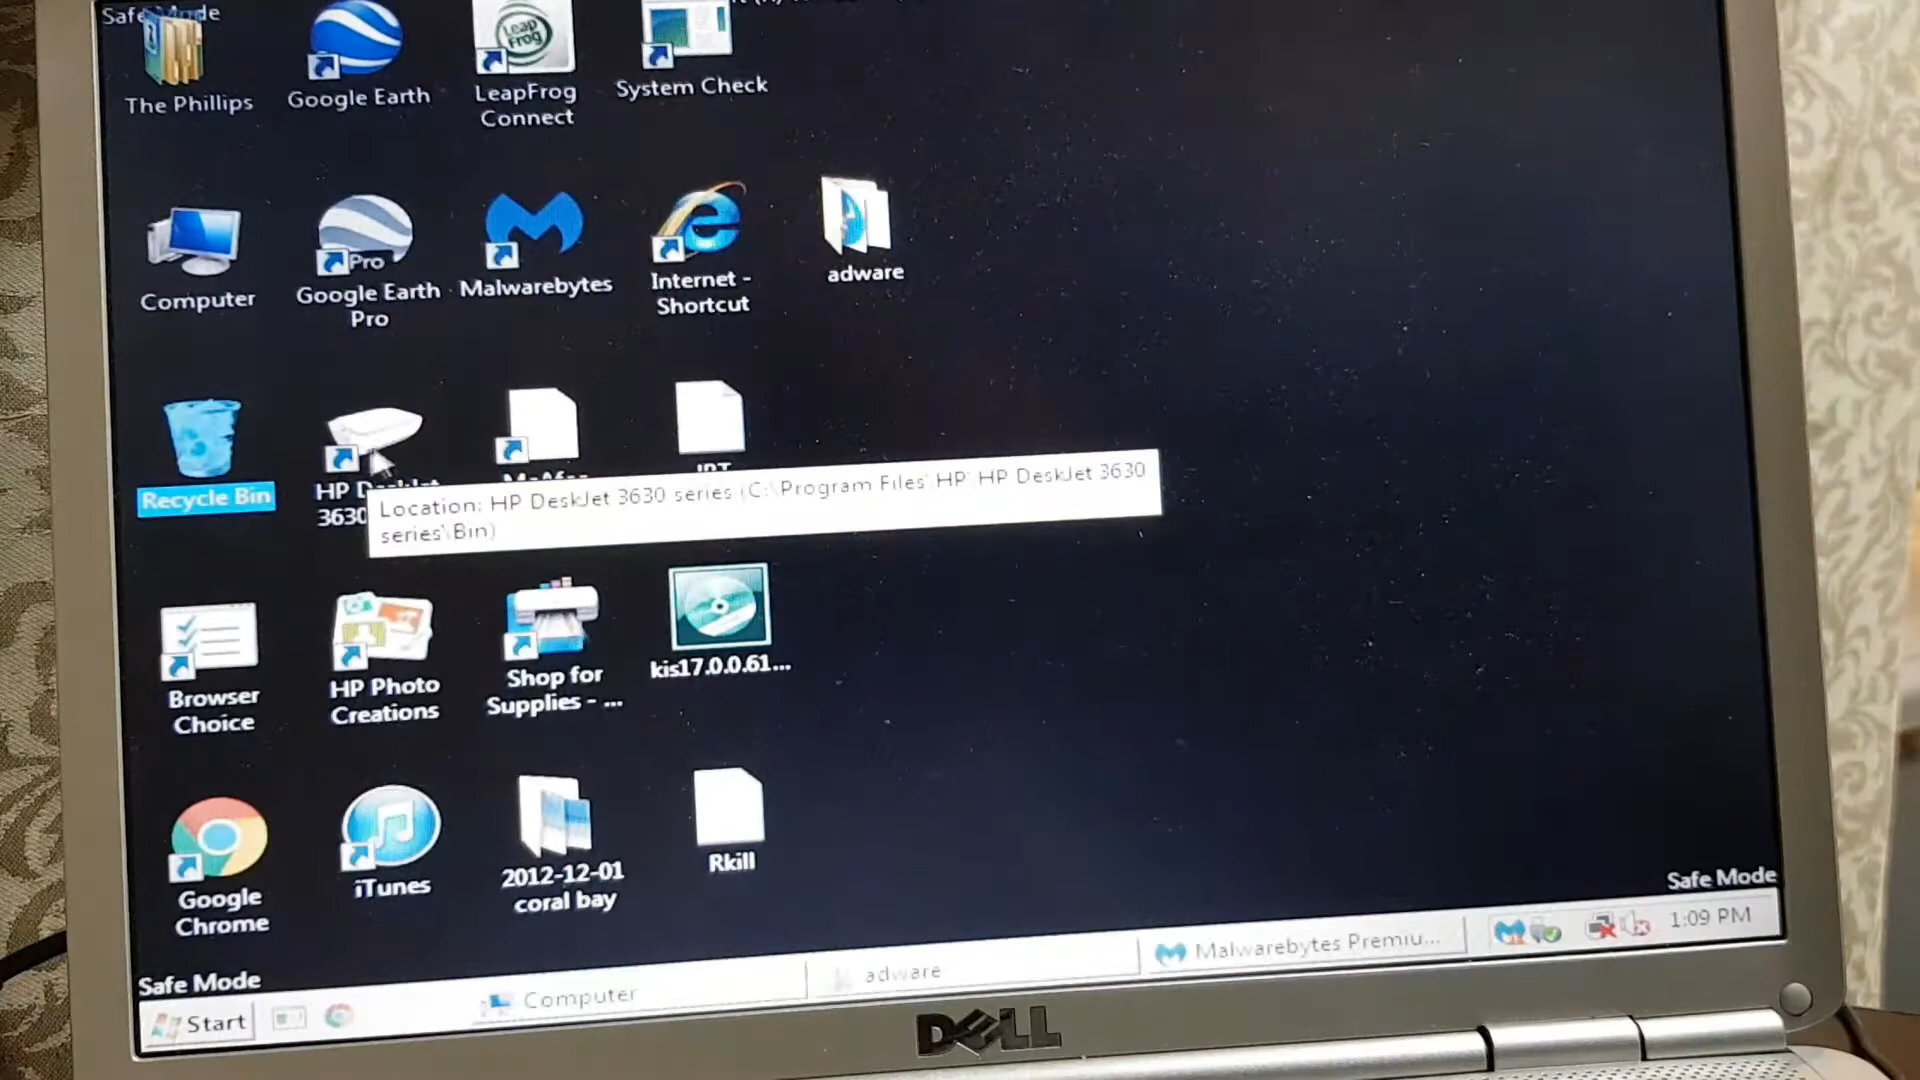 Safe Mode
The Phillips
Google Earth
Leap
Frog
LeapFrog
Connect
System Check
Computer
Pro
Google Earth
Pro
Malwarebytes
Internet -
Shortcut
adware
Recycle Bin
HP
3630
Location: HP DeskJet 3630 series (C:\Program Files\HP\HP DeskJet 3630
series\Bin)
Browser
Choice
HP Photo
Creations
Shop for
Supplies - ...
kis17.0.0.61...
Google
Chrome
iTunes
2012-12-01
coral bay
Rkill
Safe Mode
Safe Mode
Start
Computer
adware
Malwarebytes Premiu...
1:09 PM
DELL